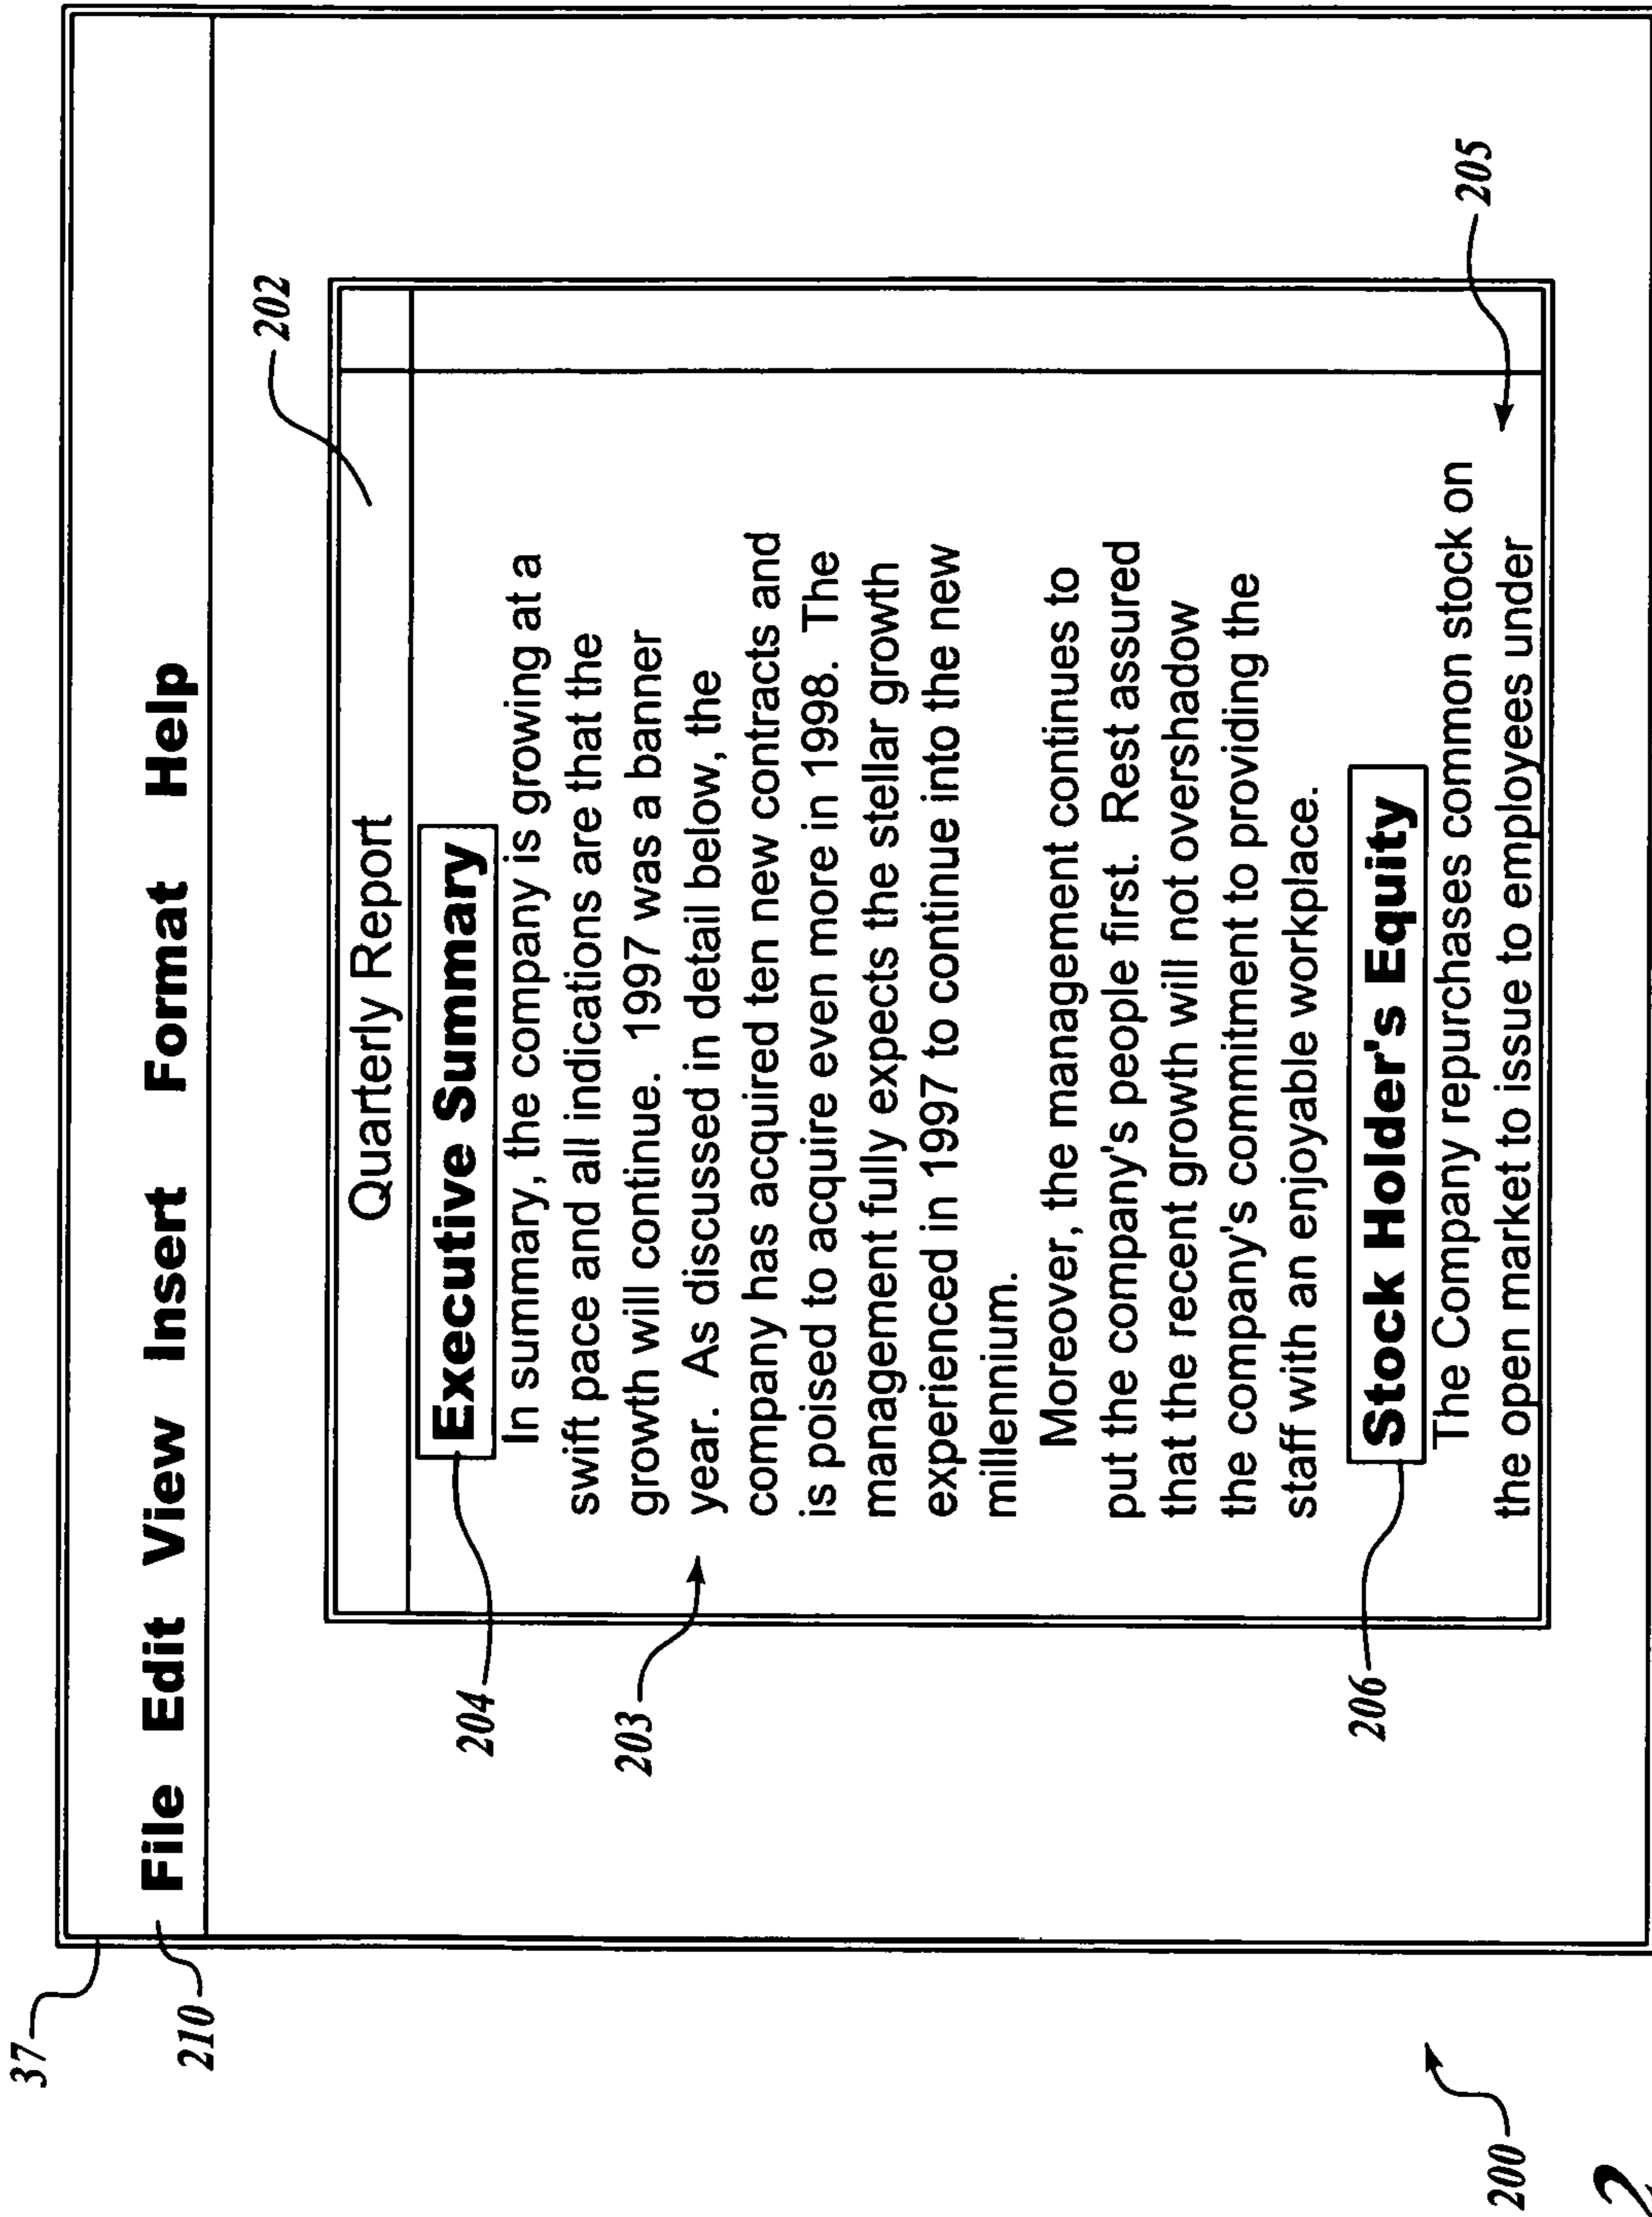 37
210
File Edit View Insert Format Help
202
Quarterly Report
204
Executive Summary
In summary, the company is growing at a
swift pace and all indications are that the
growth will continue. 1997 was a banner
203
year. As discussed in detail below, the
company has acquired ten new contracts and
is poised to acquire even more in 1998. The
management fully expects the stellar growth
experienced in 1997 to continue into the new
millennium.
Moreover, the management continues to
put the company's people first. Rest assured
that the recent growth will not overshadow
the company's commitment to providing the
staff with an enjoyable workplace.
206
Stock Holder's Equity
The Company repurchases common stock on
205
the open market to issue to employees under
200
2